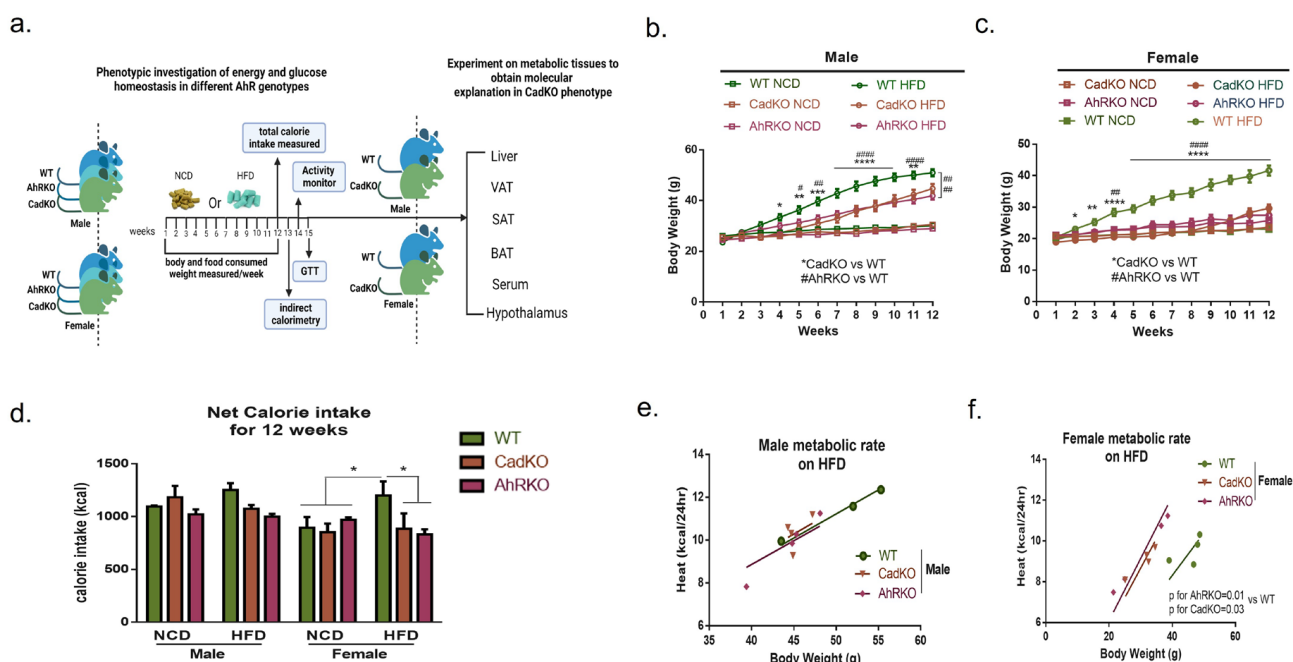 a.
Phenotypic investigation of energy and glucose
homeostasis in different AhR genotypes
Experiment on metabolic tissues to
obtain molecular
explanation in CadKO phenotype
WT
AhRKO
CadKO
Male
WT
AhRKO
CadKO
Female
NCD
Or
HFD
weeks
1 2 3 4 5 6 7 8 9 10 11 12 13 14 15
body and food consumed
weight measured/week
total calorie
intake measured
Activity
monitor
GTT
indirect
calorimetry
WT
CadKO
Male
WT
CadKO
Female
Liver
VAT
SAT
BAT
Serum
Hypothalamus
b.
Male
WT NCD
CadKO NCD
AhRKO NCD
WT HFD
CadKO HFD
AhRKO HFD
Body Weight (g)
60
40
20
0
*
#
**
##
***
####
****
####
**
##
##
*CadKO vs WT
#AhRKO vs WT
1 2 3 4 5 6 7 8 9 10 11 12
Weeks
c.
Female
CadKO NCD
AhRKO NCD
WT NCD
CadKO HFD
AhRKO HFD
WT HFD
Body Weight (g)
50
40
30
20
10
0
*
**
##
****
####
****
*CadKO vs WT
#AhRKO vs WT
1 2 3 4 5 6 7 8 9 10 11 12
Weeks
d.
Net Calorie intake
for 12 weeks
WT
CadKO
AhRKO
calorie intake (kcal)
1500
1000
500
0
*
*
NCD HFD NCD HFD
Male Female
e.
Male metabolic rate
on HFD
Heat (kcal/24hr)
14
12
10
8
6
WT
CadKO
AhRKO
Male
35 40 45 50 55 60
Body Weight (g)
f.
Female metabolic rate
on HFD
Heat (kcal/24hr)
14
12
10
8
6
WT
CadKO
AhRKO
Female
p for AhRKO=0.01
p for CadKO=0.03
vs WT
0 20 40 60
Body Weight (g)